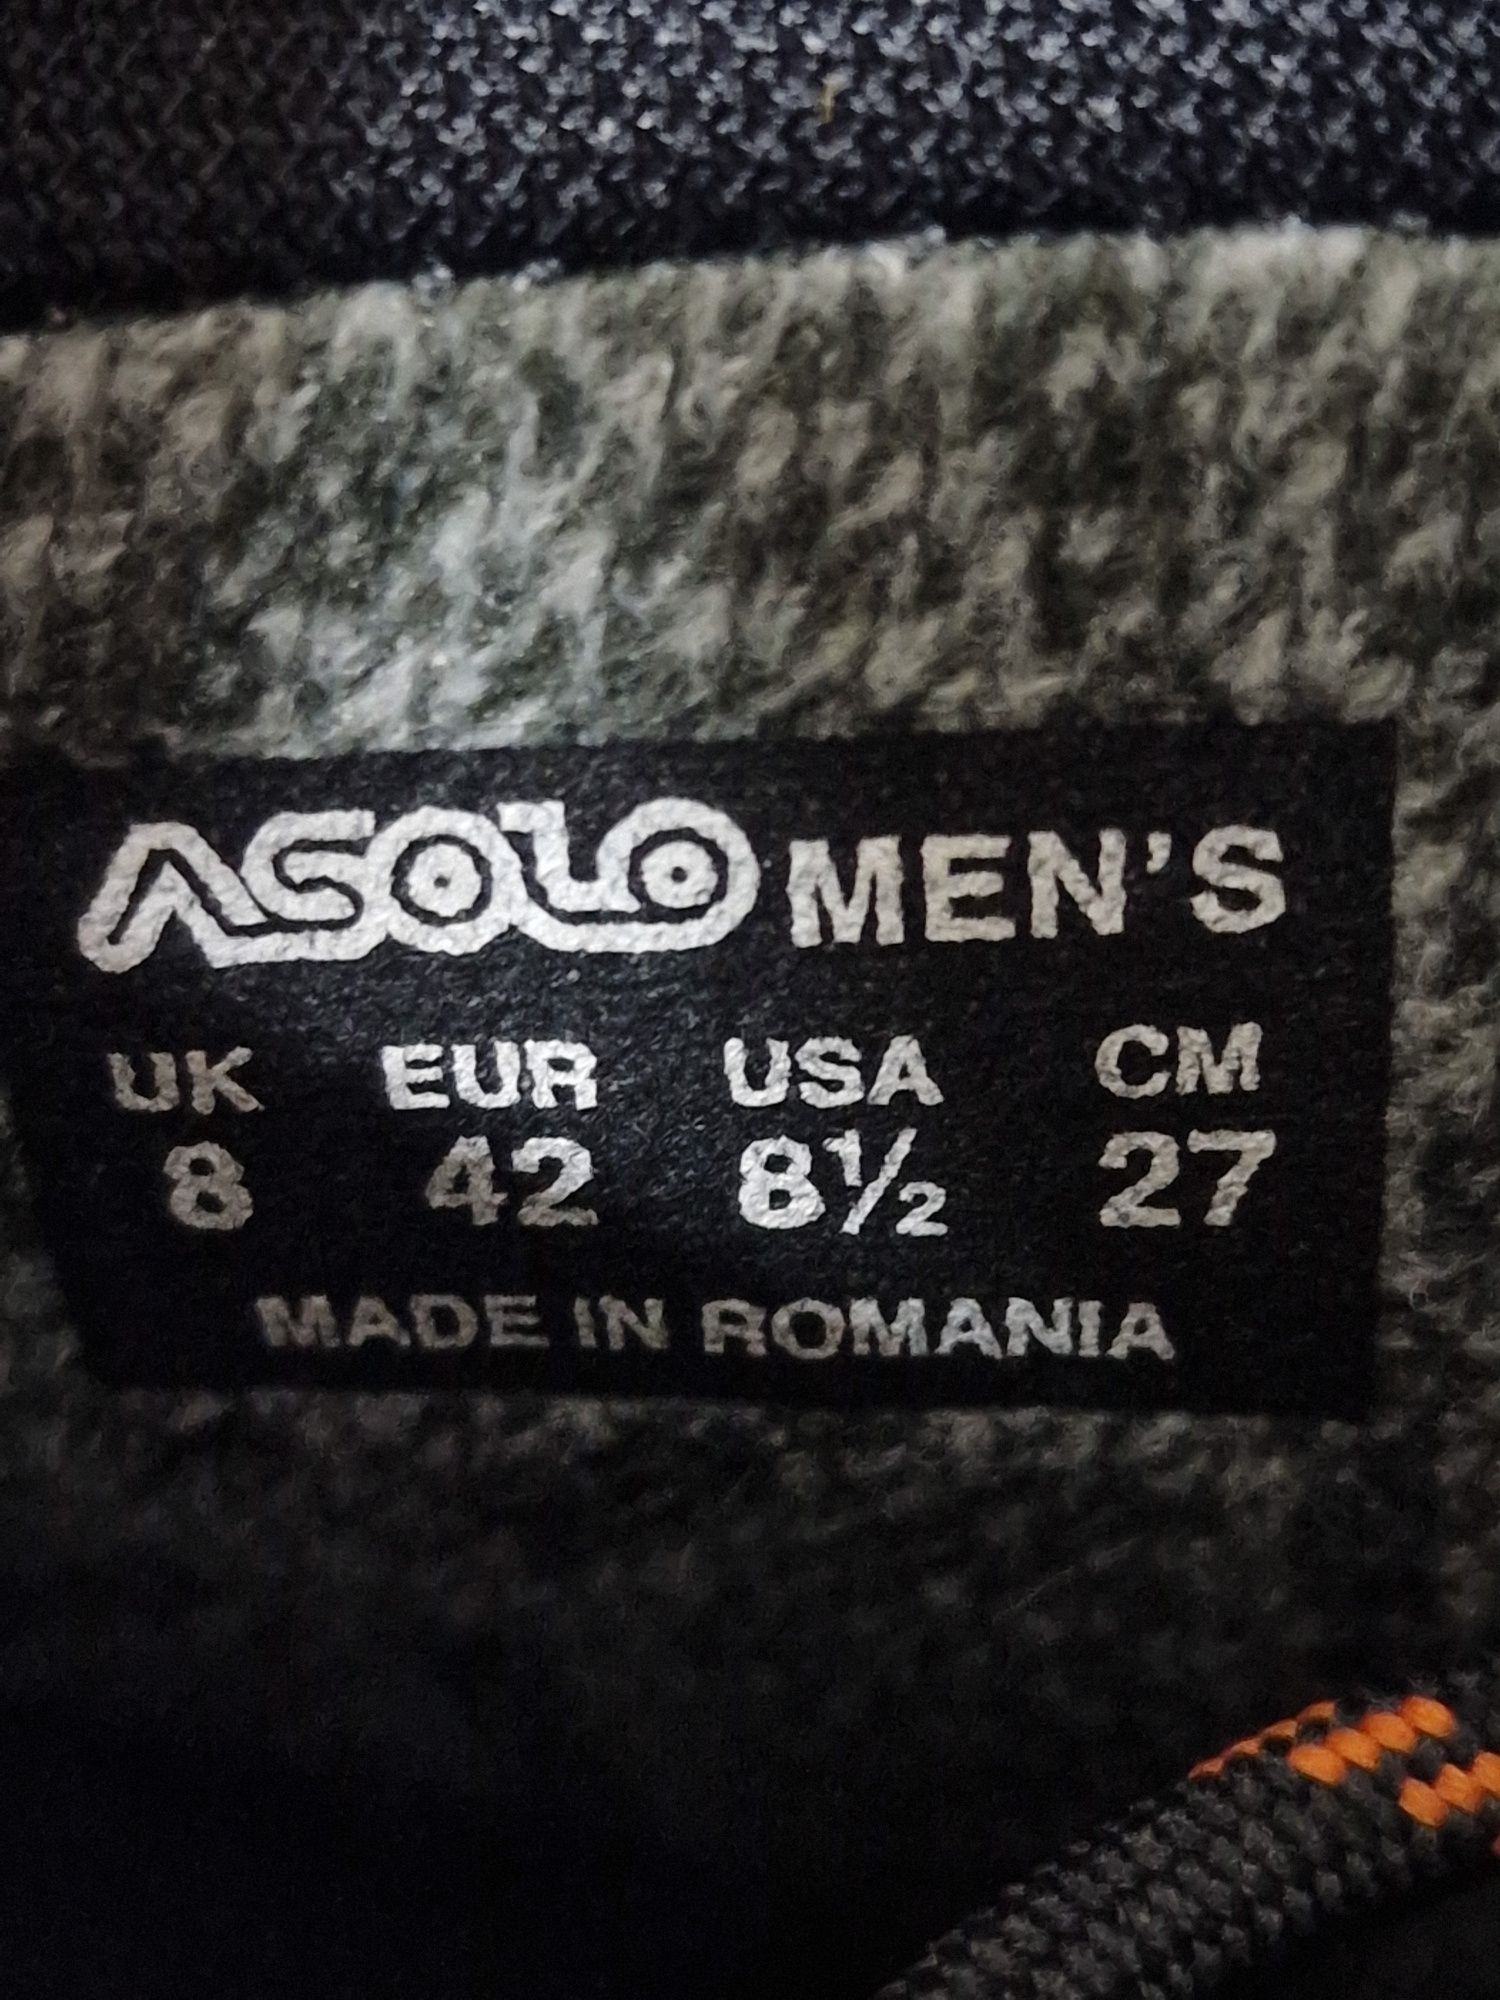 ASOLO MEN'S
UK EUR USA CM
8 42 8½ 27
MADE IN ROMANIA